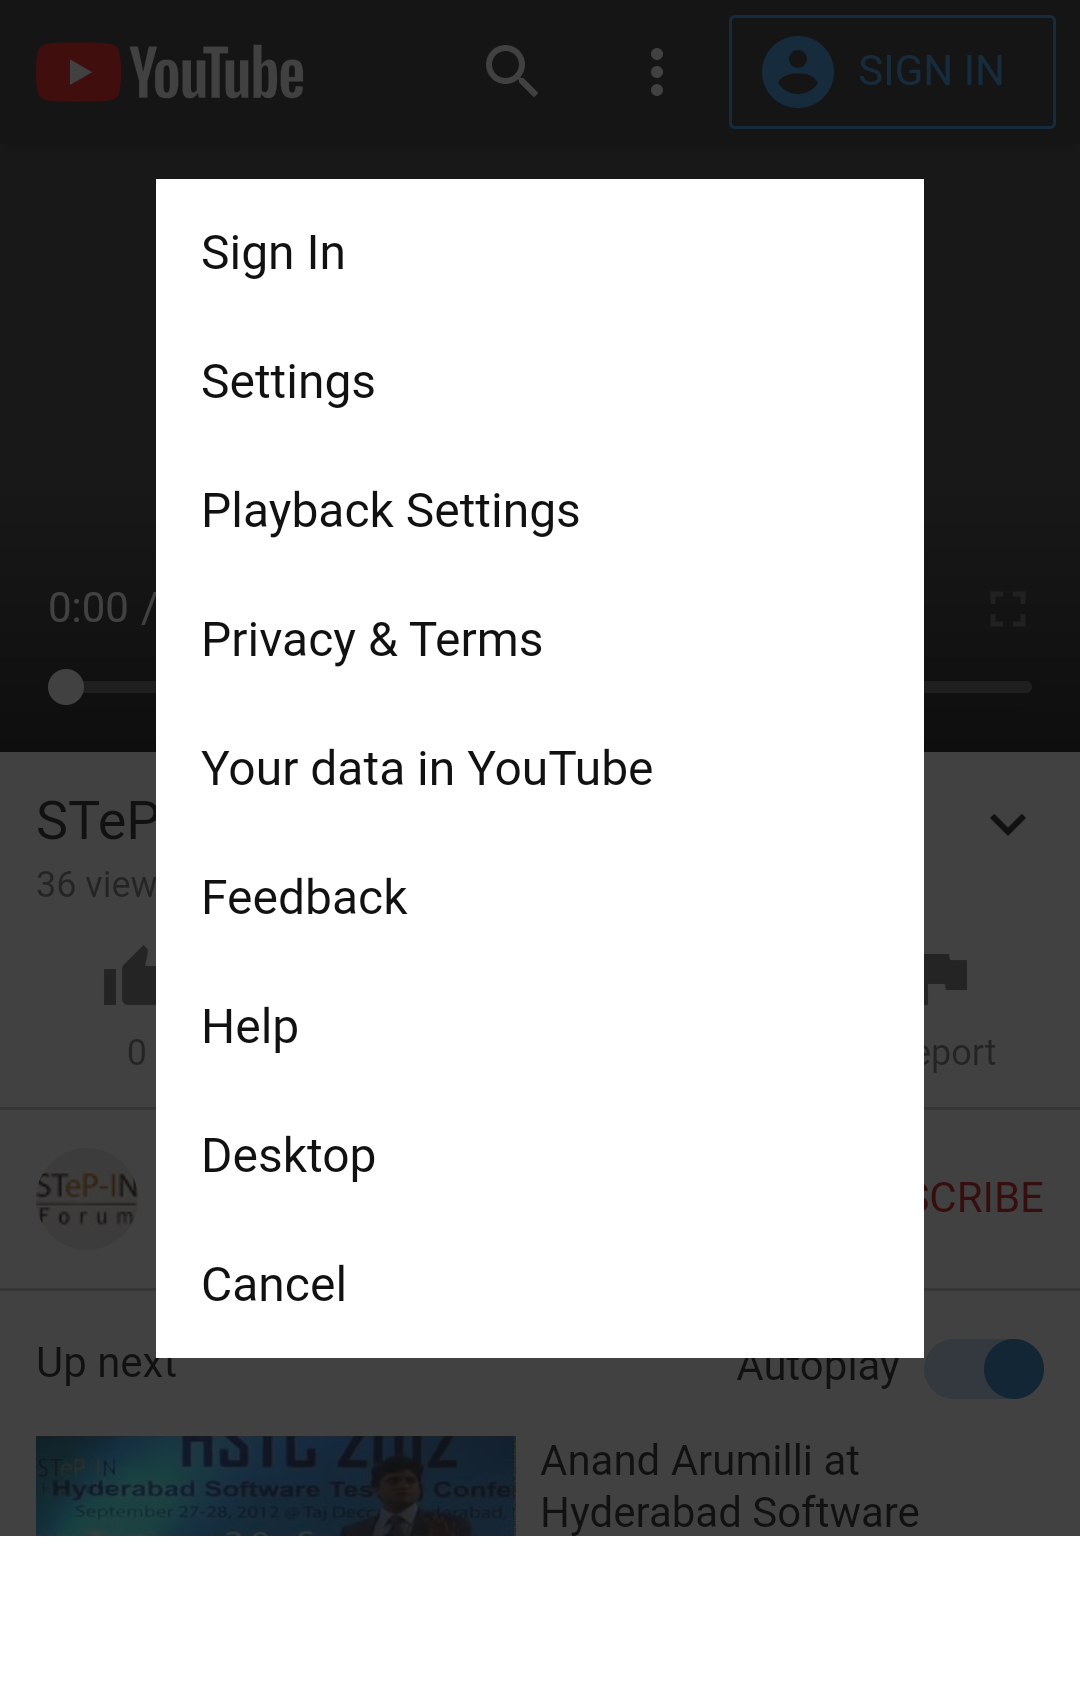 YouTube
SIGN IN
Sign In
Settings
Playback Settings
0:00 /
Privacy & Terms
Your data in YouTube
STeP
36 view
Feedback
Help
0
eport
Desktop
STeP-IN
Forum
SCRIBE
Cancel
Up next
Autoplay
STeP-IN
HSTC 2012
Hyderabad Software Tes Confe
September 27-28, 2012 @ Taj Decc yderabad,
Anand Arumilli at
Hyderabad Software